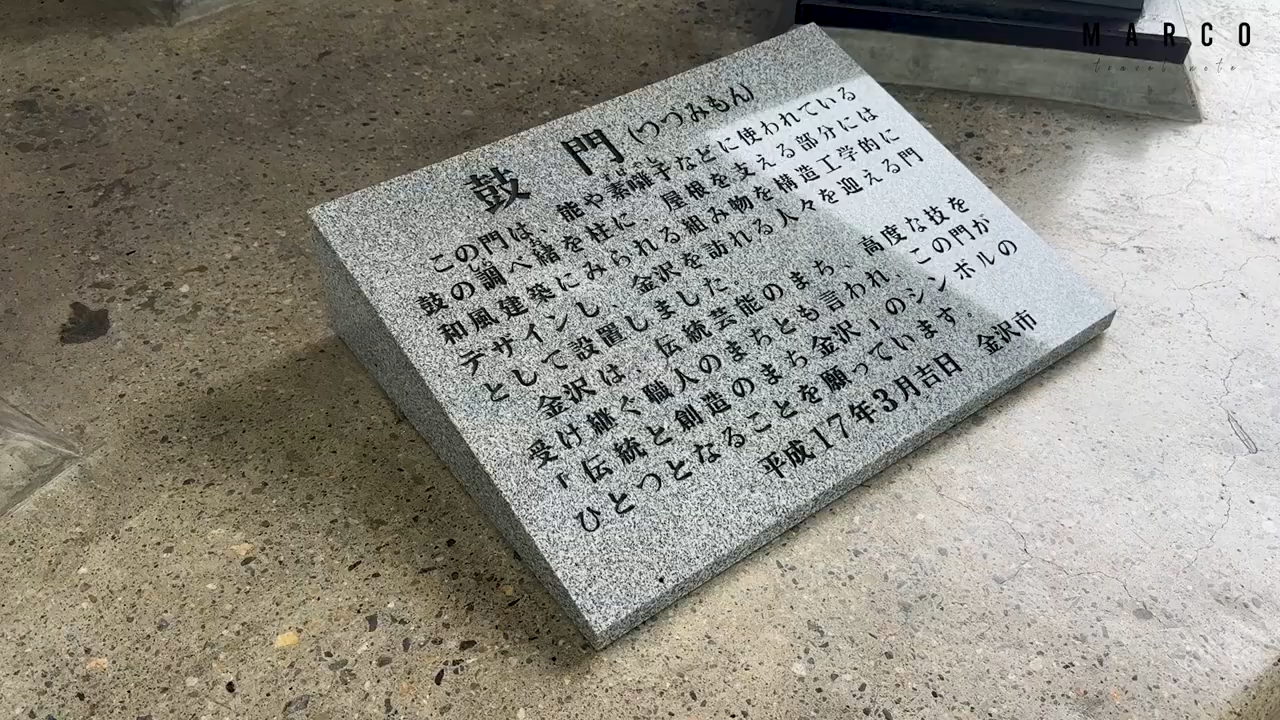 鼓 門(つづみもん)
この門は、能や素囃子などに使われている
鼓の調べ緒を柱に、屋根を支える部分には
和風建築にみられる組み物を構造工学的に
デザインし、金沢を訪れる人々を迎える門
として設置しました。
金沢は、伝統芸能のまち、高度な技を
受け継ぐ職人のまちとも言われ、この門が
「伝統と創造のまち金沢」のシンボルの
ひとつとなることを願っています。
平成17年3月吉日 金沢市
MARCO
travel note